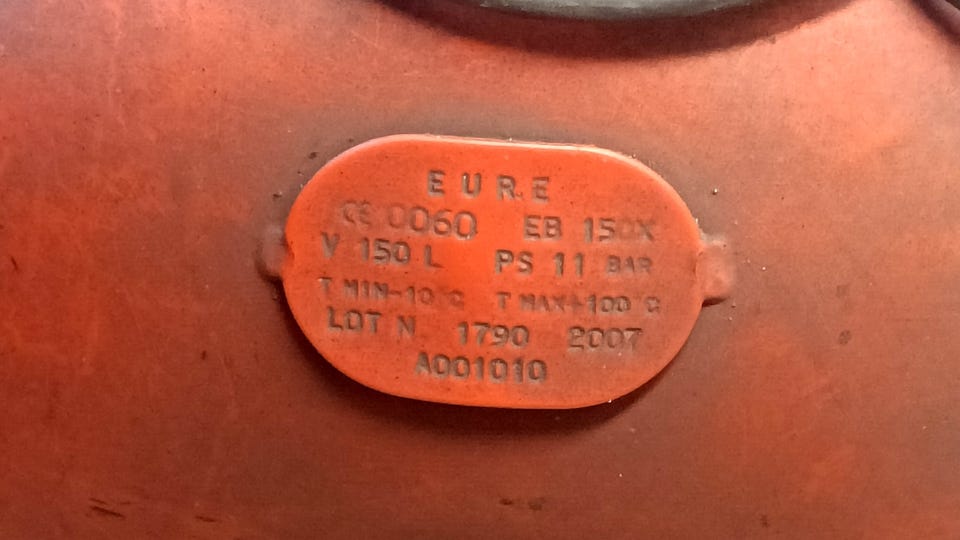 EURE
CE 0060 EB 150X
V 150 L PS 11 BAR
T MIN-10°C T MAX+100°C
LOT N 1790 2007
A001010